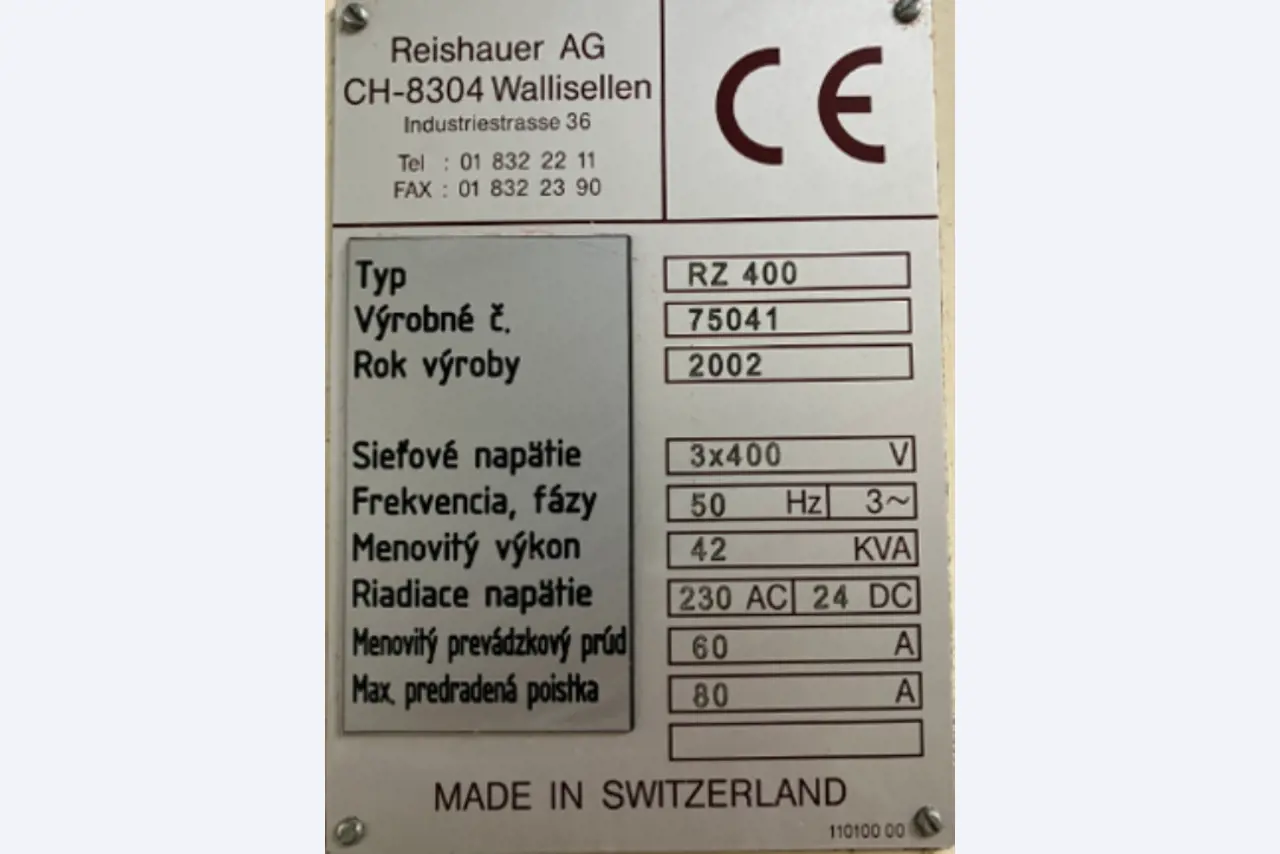 Reishauer AG
CH-8304 Wallisellen
Industriestrasse 36
Tel : 01 832 22 11
FAX : 01 832 23 90
CE
Typ RZ 400
Výrobné č. 75041
Rok výroby 2002
Sieťové napätie 3x400 V
Frekvencia, fázy 50 Hz 3~
Menovitý výkon 42 KVA
Riadiace napätie 230 AC 24 DC
Menovitý prevádzkový prúd 60 A
Max. predradená poistka 80 A
MADE IN SWITZERLAND
110100 00